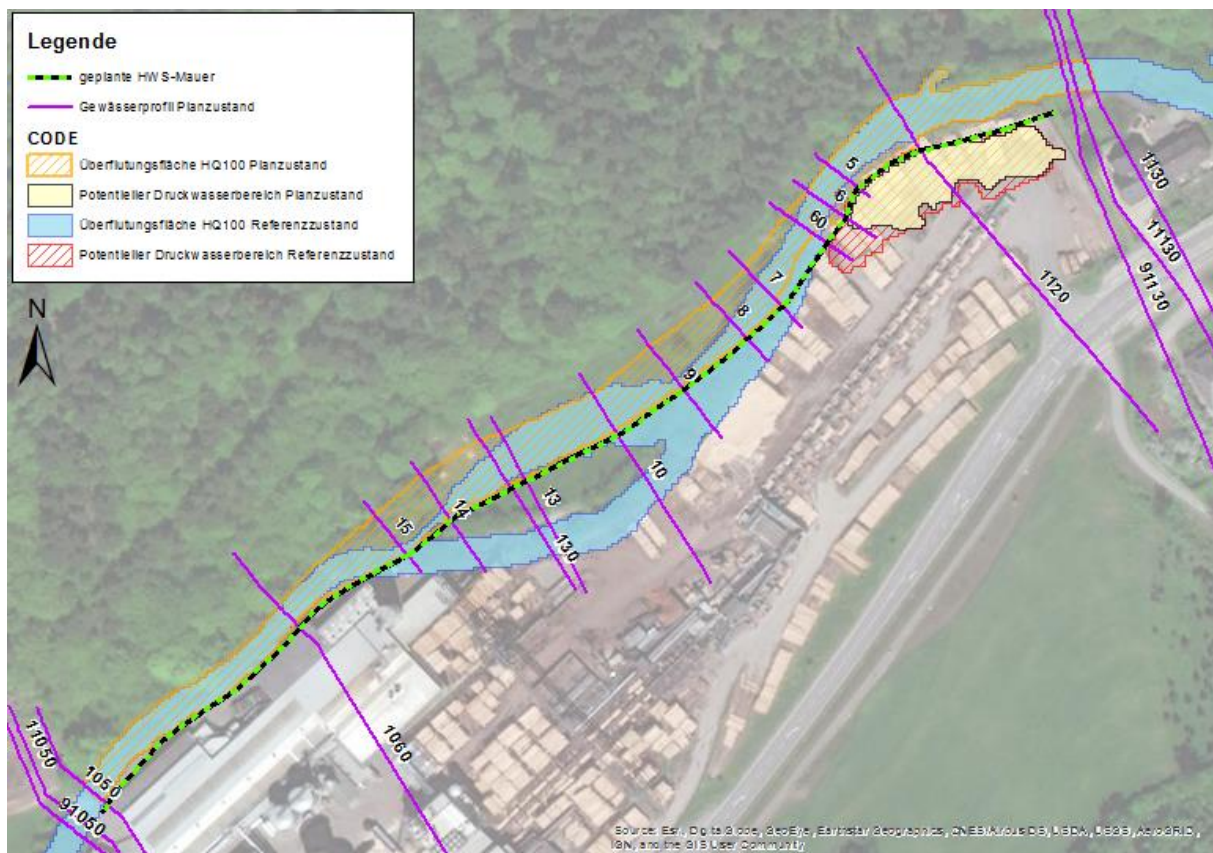 Legende
geplante HWS-Mauer
Gewässerprofil Planzustand
CODE
Überflutungsfläche HQ100 Planzustand
Potentieller Druckwasserbereich Planzustand
Überflutungsfläche HQ100 Referenzzustand
Potentieller Druckwasserbereich Referenzzustand
N
5
6
60
7
8
9
10
13
130
14
15
1060
1120
1130
11130
91130
11050
1050
91050
Source: Esri, DigitalGlobe, GeoEye, Earthstar Geographics, CNES/Airbus DS, USDA, USGS, AeroGRID,
IGN, and the GIS User Community